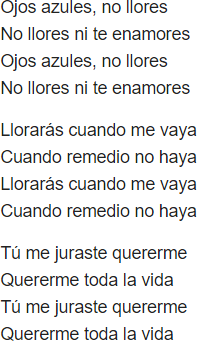 Ojos azules, no llores
No llores ni te enamores
Ojos azules, no llores
No llores ni te enamores
Llorarás cuando me vaya
Cuando remedio no haya
Llorarás cuando me vaya
Cuando remedio no haya
Tú me juraste quererme
Quererme toda la vida
Tú me juraste quererme
Quererme toda la vida